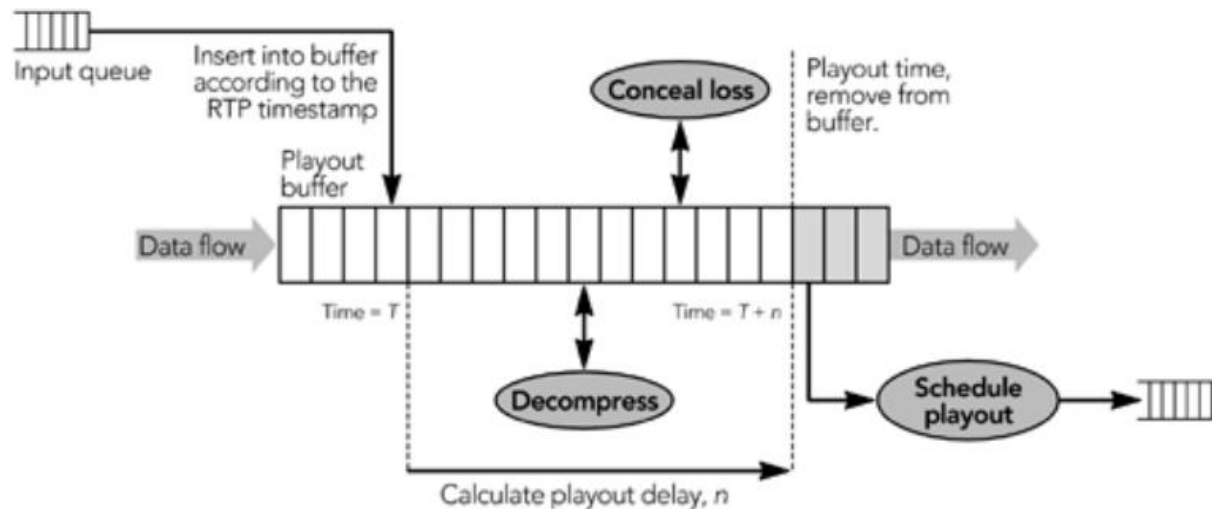 Input queue
Insert into buffer
according to the
RTP timestamp
Conceal loss
Playout time,
remove from
buffer.
Playout
buffer
Data flow
Data flow
Time = T
Time = T + n
Decompress
Schedule
playout
Calculate playout delay, n